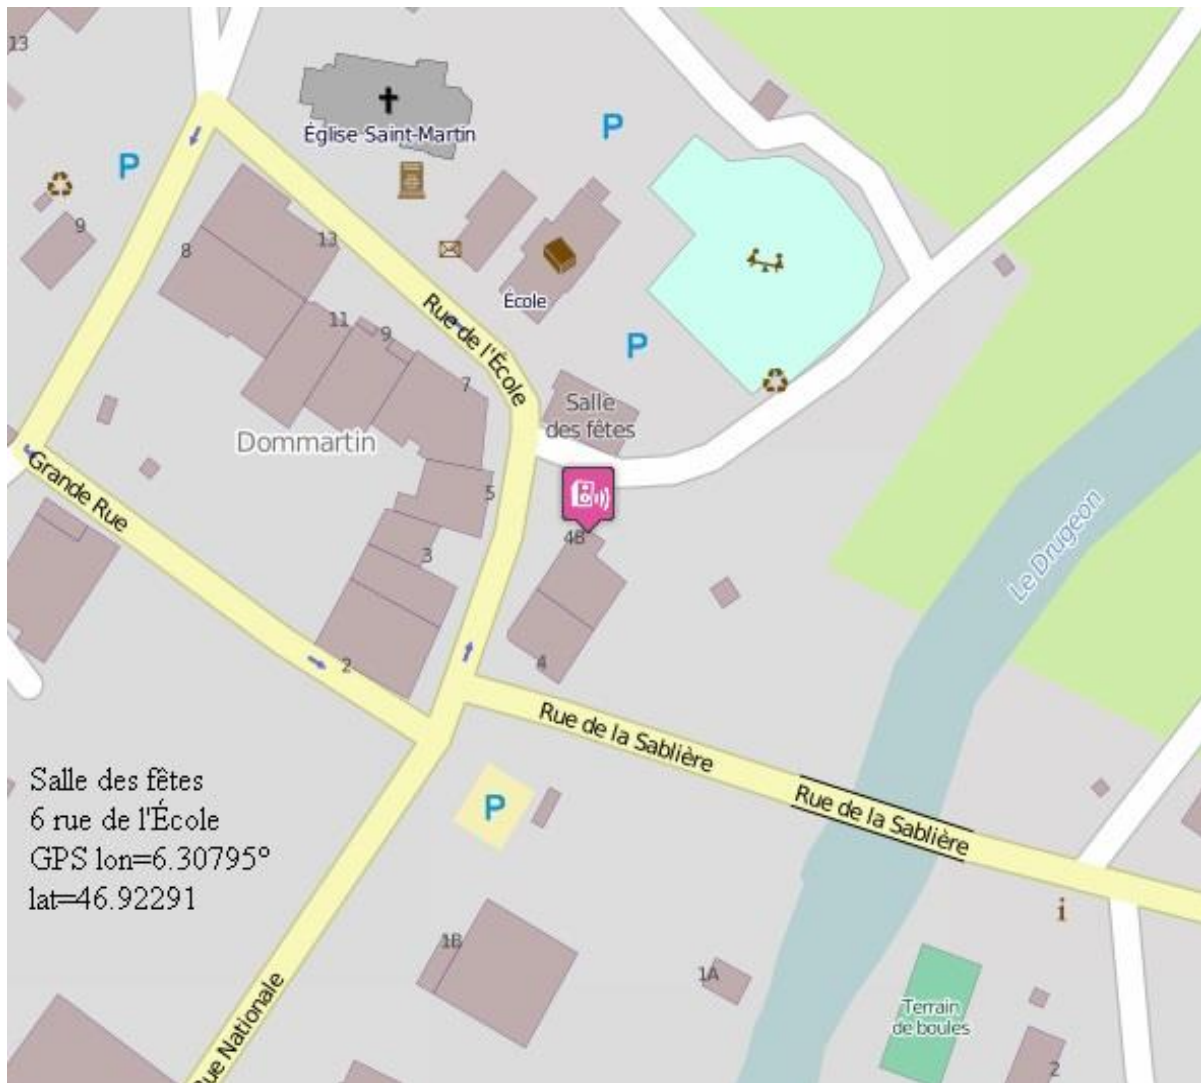 13
Église Saint-Martin
P
P
9
8
13
École
11
9
Rue de l'École
P
7
Salle
des fêtes
Dommartin
Grande Rue
5
4B
3
Le Drugeon
2
4
Rue de la Sablière
Salle des fêtes
6 rue de l'École
GPS lon=6.30795°
lat=46.92291
P
Rue de la Sablière
i
1B
1A
Rue Nationale
Terrain
de boules
2